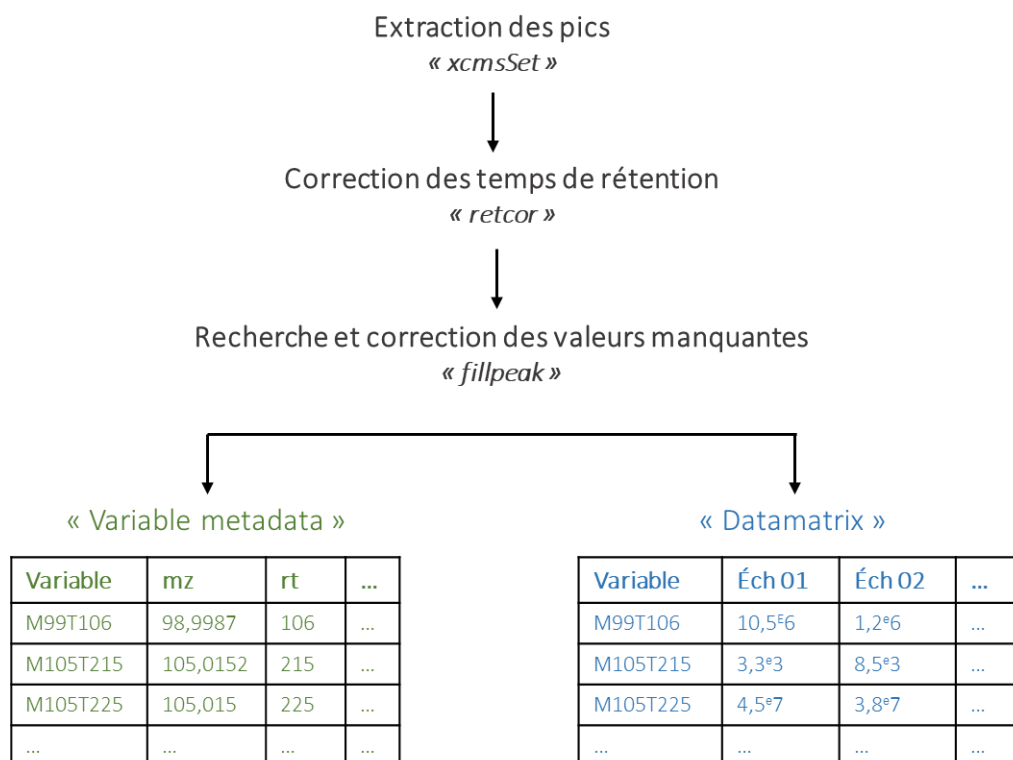 Extraction des pics
« xcmsSet »
Correction des temps de rétention
« retcor »
Recherche et correction des valeurs manquantes
« fillpeak »
« Variable metadata »
Variable mz rt ...
M99T106 98,9987 106 ...
M105T215 105,0152 215 ...
M105T225 105,015 225 ...
... ... ... ...
« Datamatrix »
Variable Éch 01 Éch 02 ...
M99T106 10,5ᴱ6 1,2ᵉ6 ...
M105T215 3,3ᵉ3 8,5ᵉ3 ...
M105T225 4,5ᵉ7 3,8ᵉ7 ...
... ... ... ...